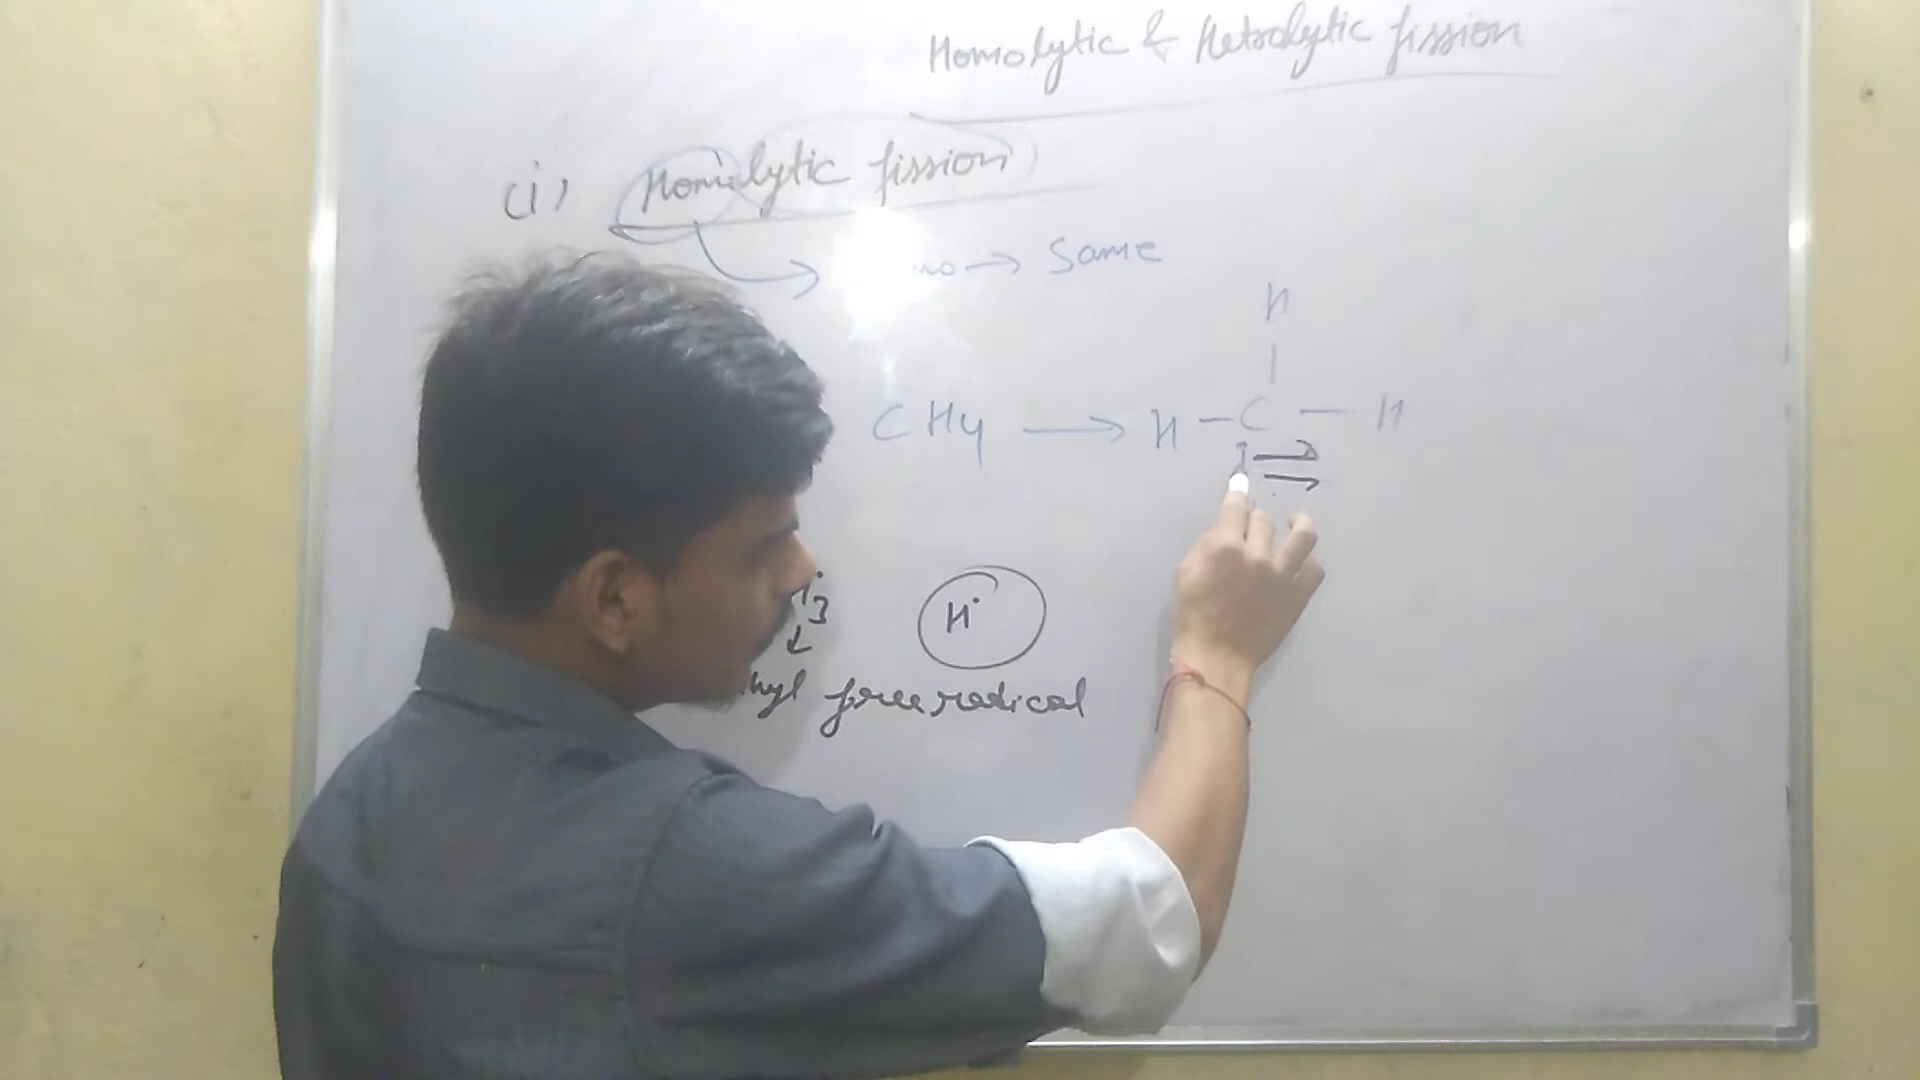 Homolytic & Hetrolytic fission
(i) Homolytic fission
→ Same
H
|
CH4 → H - C - H
H·
free radical